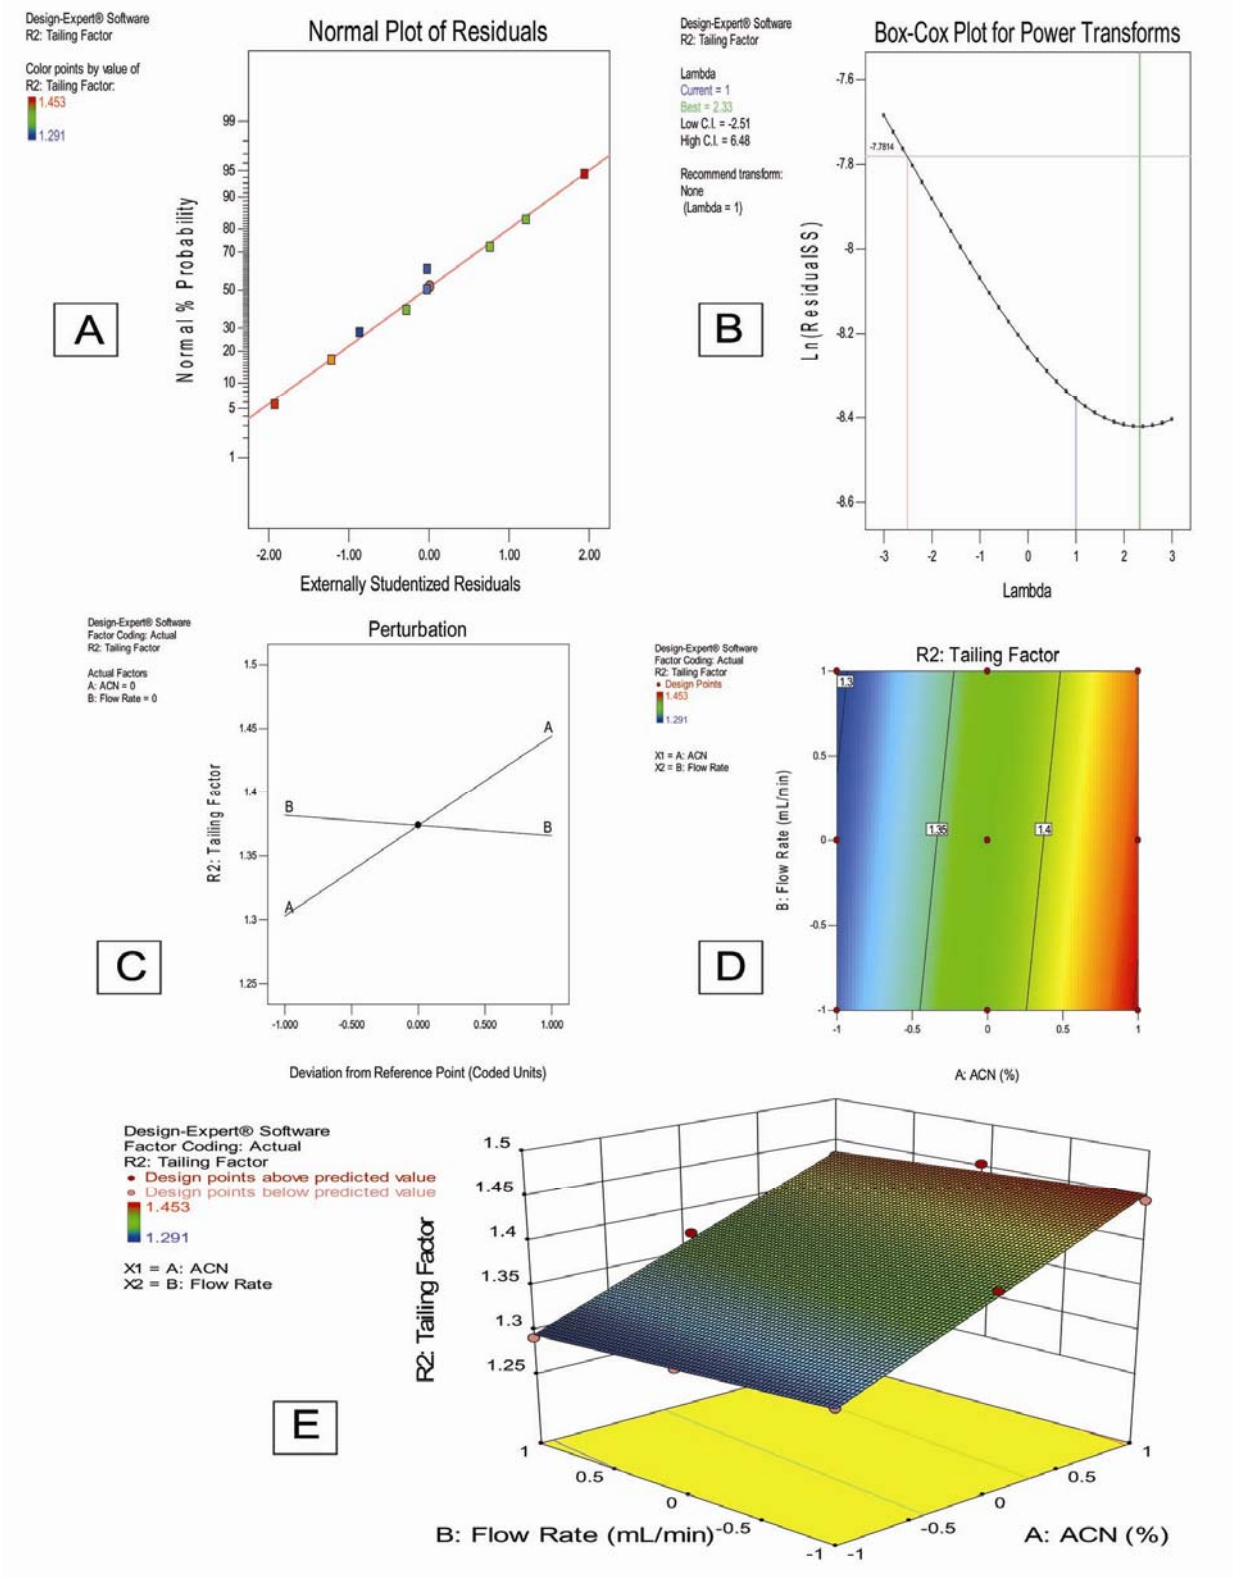 Design-Expert® Software
R2: Tailing Factor
Color points by value of
R2: Tailing Factor:
1.453
1.291
Normal Plot of Residuals
Normal % Probability
99
95
90
80
70
50
30
20
10
5
1
-2.00 -1.00 0.00 1.00 2.00
Externally Studentized Residuals
A
Design-Expert® Software
R2: Tailing Factor
Lambda
Current = 1
Best = 2.33
Low C.I. = -2.51
High C.I. = 6.48
Recommend transform:
None
(Lambda = 1)
Box-Cox Plot for Power Transforms
Ln(ResidualSS)
-7.6
-7.7814
-7.8
-8
-8.2
-8.4
-8.6
-3 -2 -1 0 1 2 3
Lambda
B
Design-Expert® Software
Factor Coding: Actual
R2: Tailing Factor
Actual Factors
A: ACN = 0
B: Flow Rate = 0
Perturbation
R2: Tailing Factor
1.5
1.45
1.4
1.35
1.3
1.25
A
B
B
A
-1.000 -0.500 0.000 0.500 1.000
Deviation from Reference Point (Coded Units)
C
Design-Expert® Software
Factor Coding: Actual
R2: Tailing Factor
Design Points
1.453
1.291
X1 = A: ACN
X2 = B: Flow Rate
R2: Tailing Factor
B: Flow Rate (mL/min)
1
0.5
0
-0.5
-1
1.3
1.35
1.4
-1 -0.5 0 0.5 1
A: ACN (%)
D
Design-Expert® Software
Factor Coding: Actual
R2: Tailing Factor
Design points above predicted value
Design points below predicted value
1.453
1.291
X1 = A: ACN
X2 = B: Flow Rate
R2: Tailing Factor
1.5
1.45
1.4
1.35
1.3
1.25
1
0.5
0
-0.5
-1
-1
-0.5
0
0.5
1
B: Flow Rate (mL/min)
A: ACN (%)
E